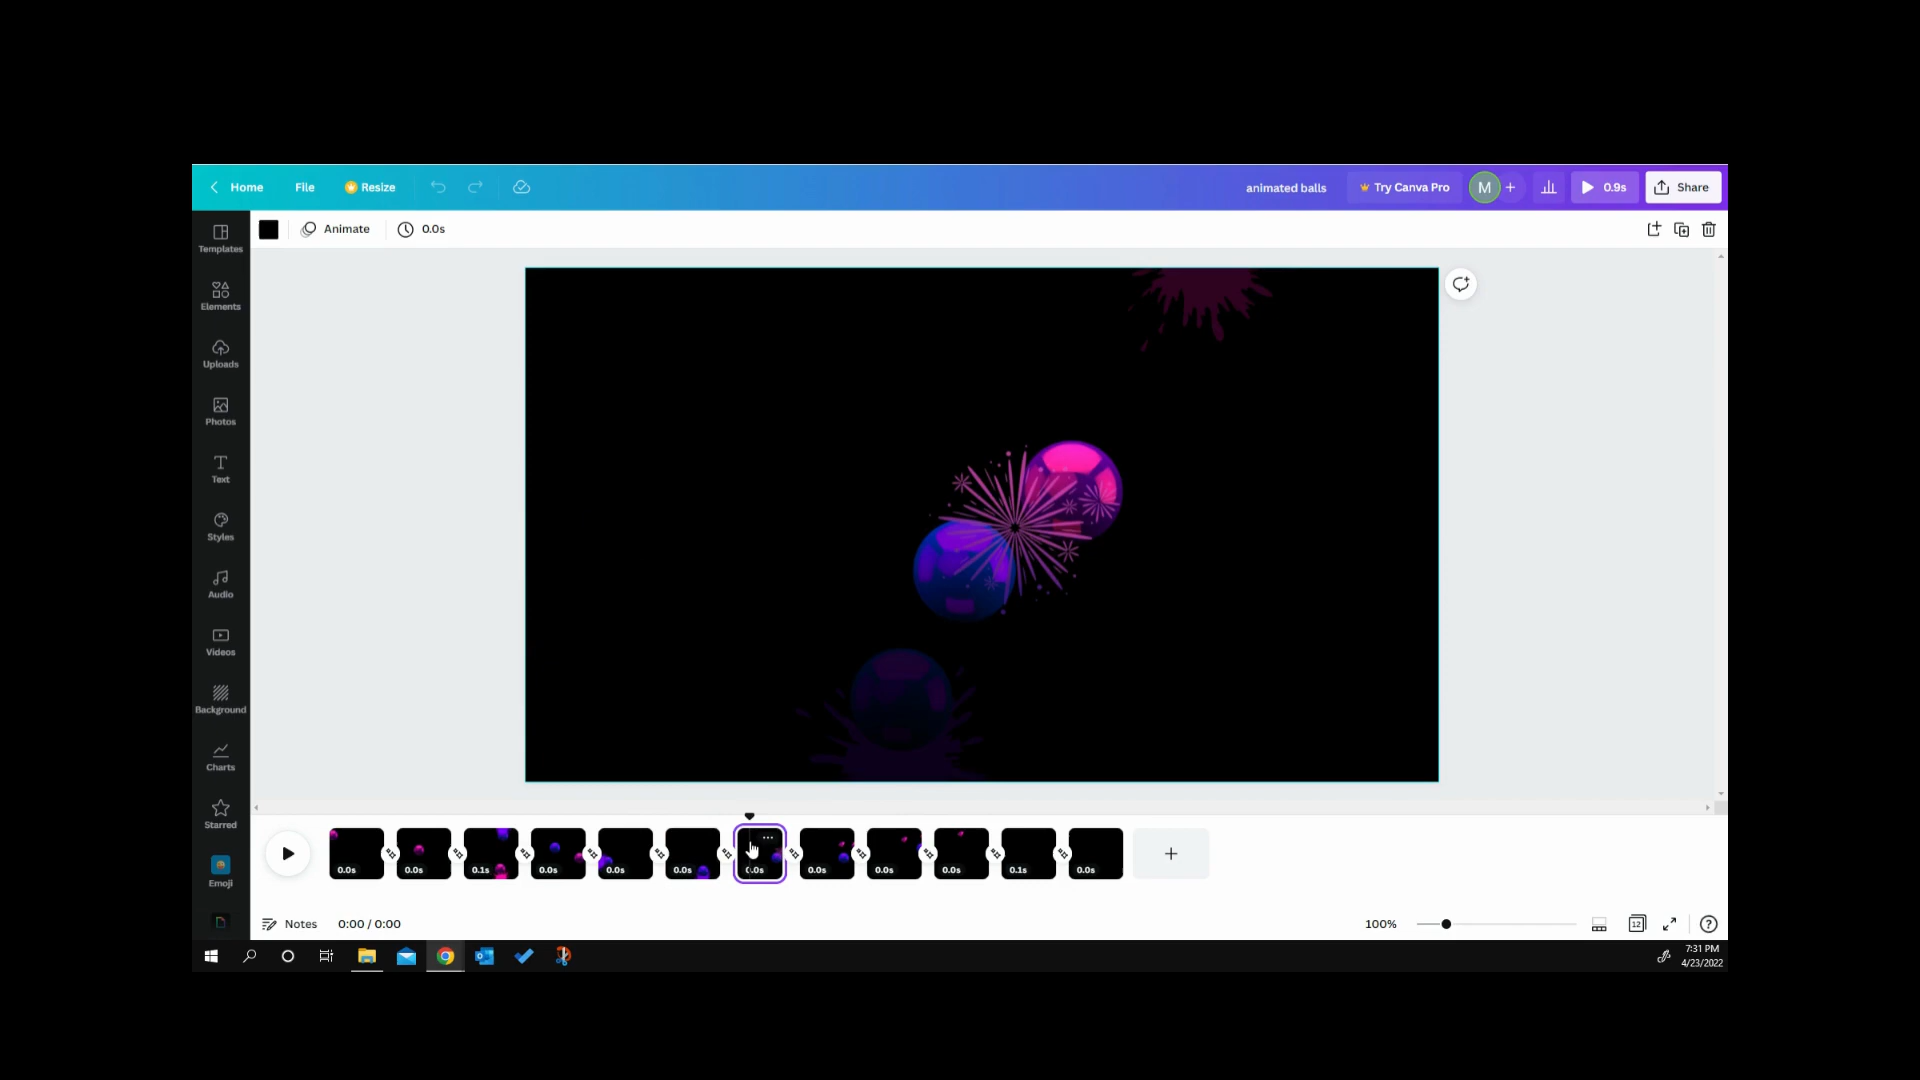 Home File Resize animated balls Try Canva Pro M + 0.9s Share
Animate 0.0s
Templates
Elements
Uploads
Photos
Text
Styles
Audio
Videos
Background
Charts
Starred
Emoji
0.0s 0.0s 0.1s 0.0s 0.0s 0.0s 0.0s 0.0s 0.0s 0.0s 0.1s 0.0s
Notes 0:00 / 0:00 100% 12 ?
7:31 PM
4/23/2022